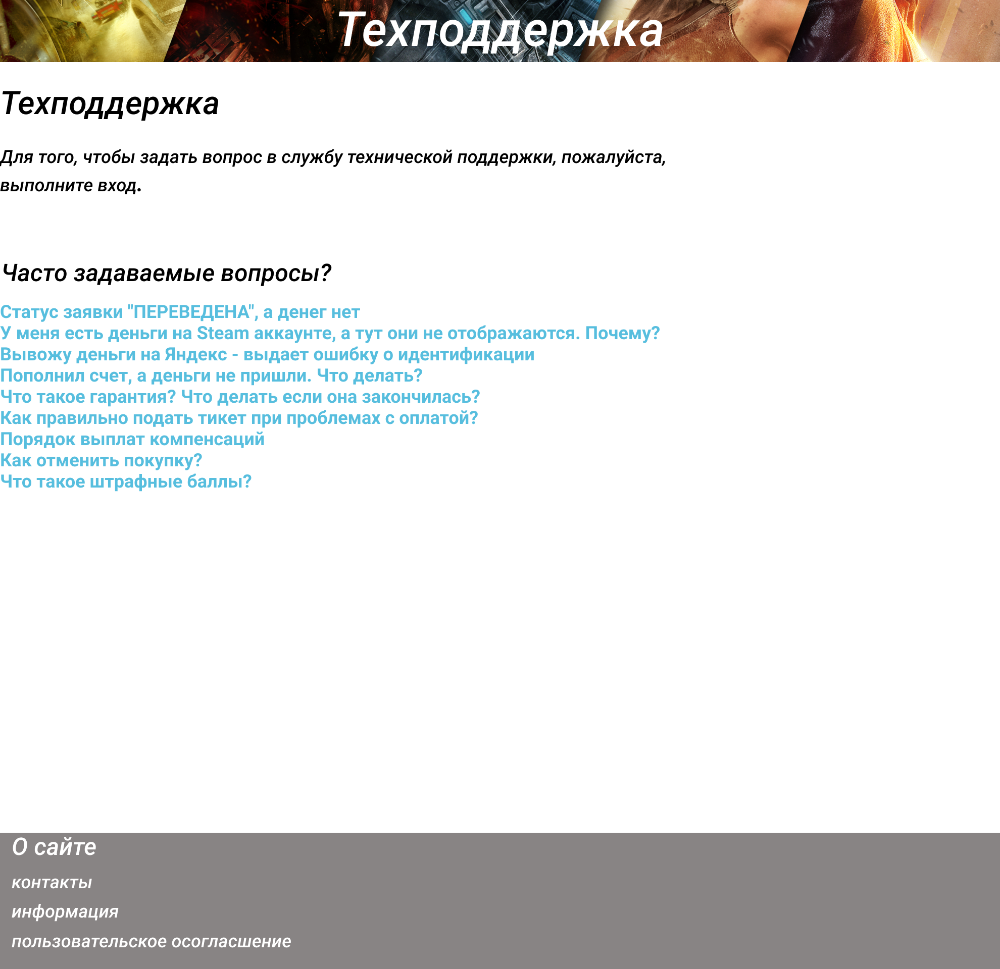 Техподдержка
Техподдержка
Для того, чтобы задать вопрос в службу технической поддержки, пожалуйста,
выполните вход.
Часто задаваемые вопросы?
Статус заявки "ПЕРЕВЕДЕНА", а денег нет
У меня есть деньги на Steam аккаунте, а тут они не отображаются. Почему?
Вывожу деньги на Яндекс - выдает ошибку о идентификации
Пополнил счет, а деньги не пришли. Что делать?
Что такое гарантия? Что делать если она закончилась?
Как правильно подать тикет при проблемах с оплатой?
Порядок выплат компенсаций
Как отменить покупку?
Что такое штрафные баллы?
О сайте
контакты
информация
пользовательское осогласшение